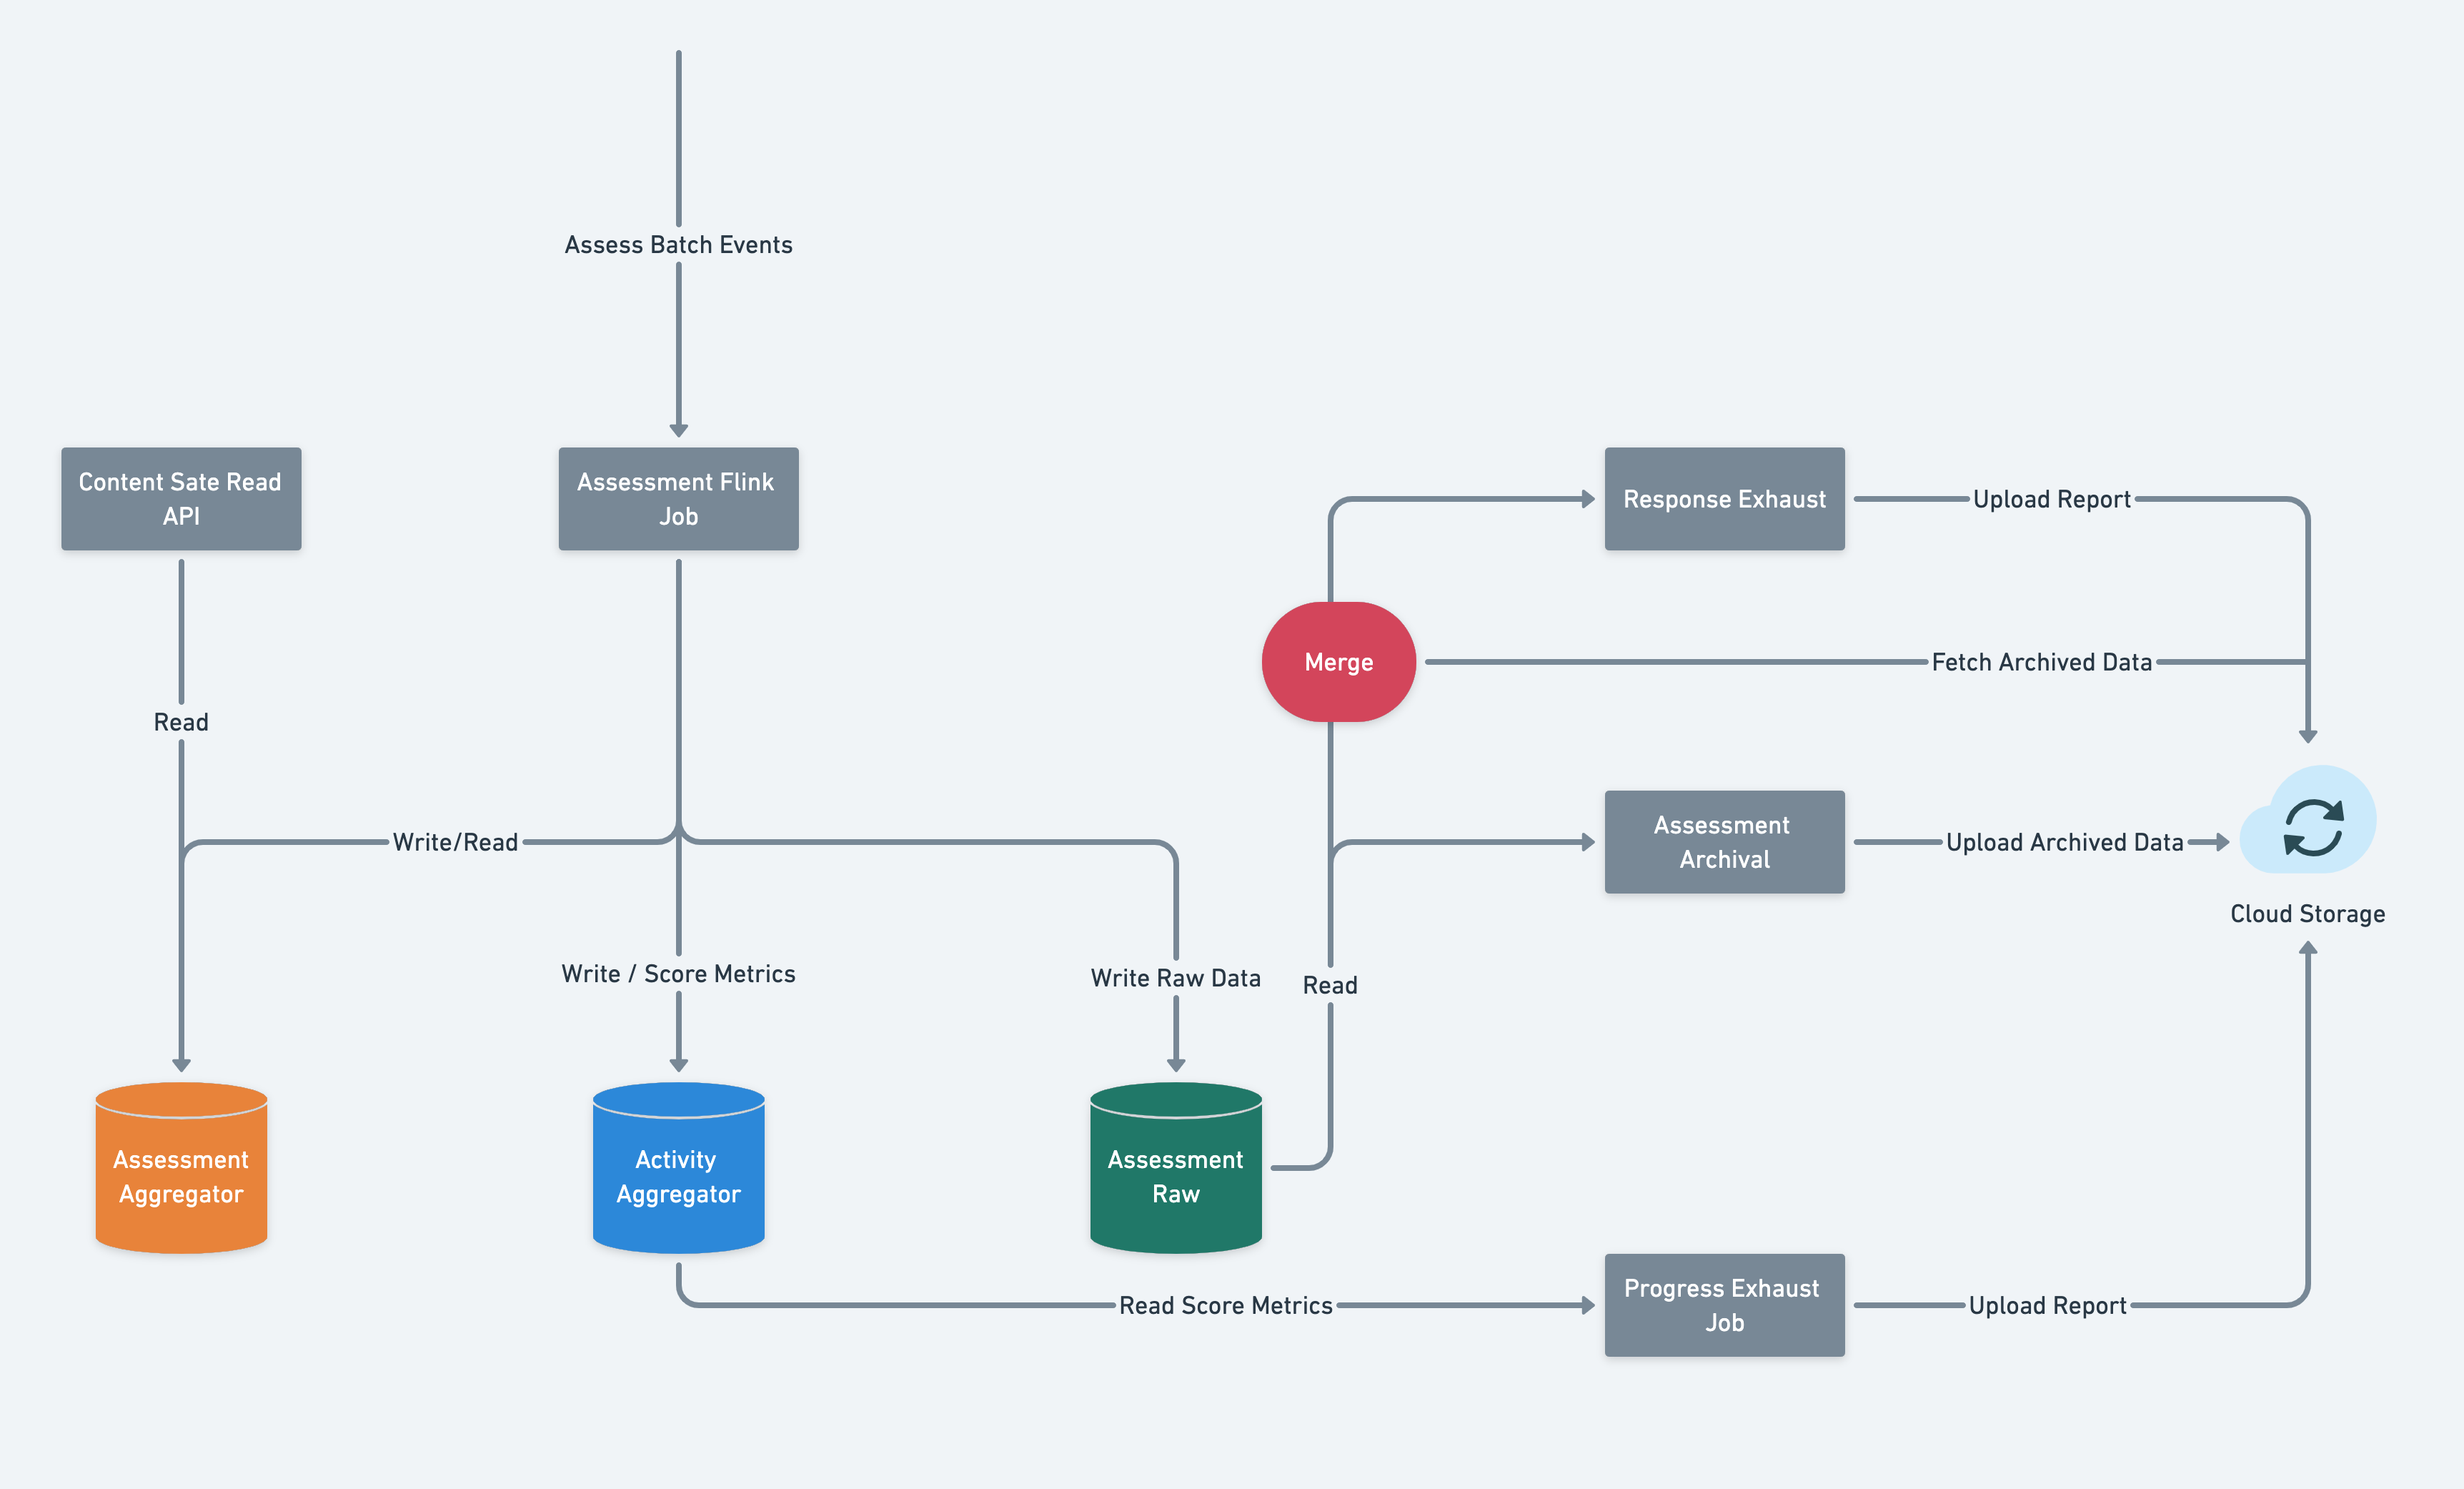 Assess Batch Events
Content Sate Read
API
Assessment Flink
Job
Response Exhaust
Upload Report
Merge
Fetch Archived Data
Read
Write/Read
Assessment
Archival
Upload Archived Data
Cloud Storage
Write / Score Metrics
Write Raw Data
Read
Assessment
Aggregator
Activity
Aggregator
Assessment
Raw
Read Score Metrics
Progress Exhaust
Job
Upload Report